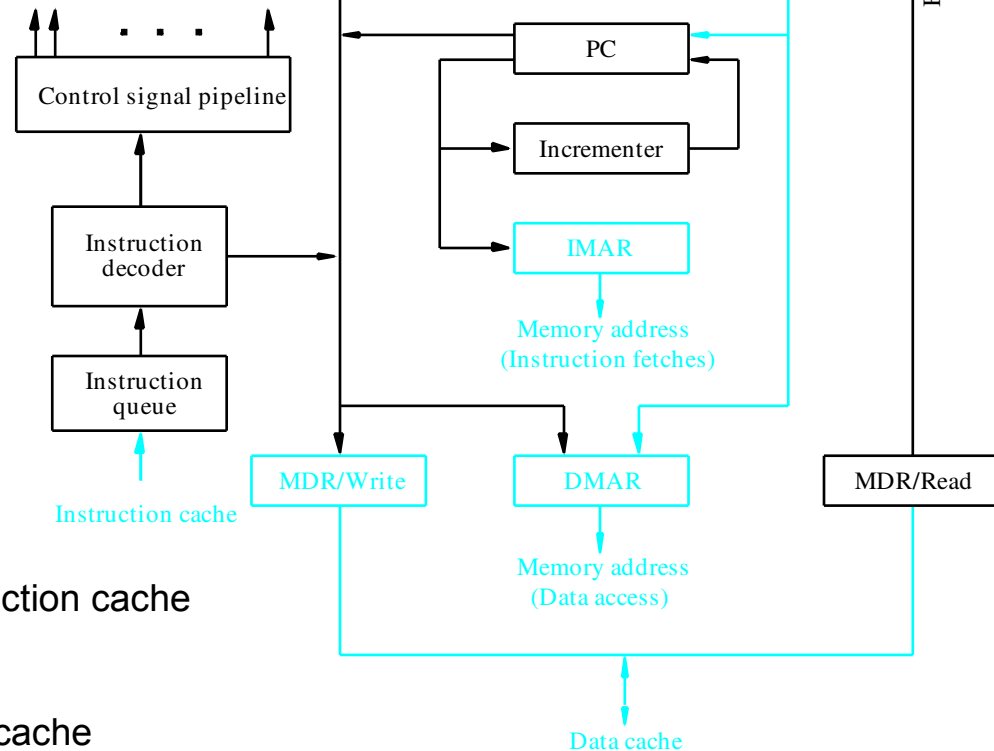 PC
Control signal pipeline
Incrementer
Instruction
decoder
IMAR
Memory address
(Instruction fetches)
Instruction
queue
MDR/Write
DMAR
MDR/Read
Instruction cache
Memory address
(Data access)
ction cache
cache
Data cache